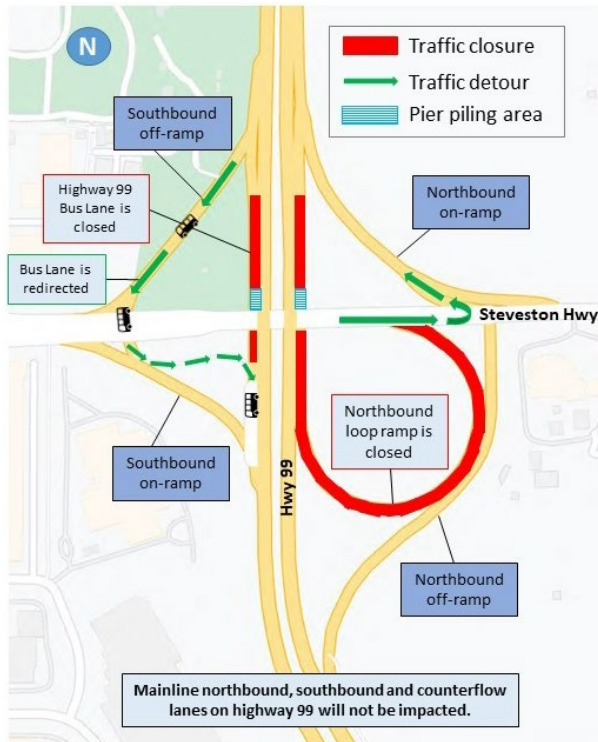 N
Traffic closure
Traffic detour
Pier piling area
Southbound
off-ramp
Highway 99
Bus Lane is
closed
Northbound
on-ramp
Bus Lane is
redirected
Steveston Hwy
Northbound
loop ramp is
closed
Southbound
on-ramp
Hwy 99
Northbound
off-ramp
Mainline northbound, southbound and counterflow
lanes on highway 99 will not be impacted.